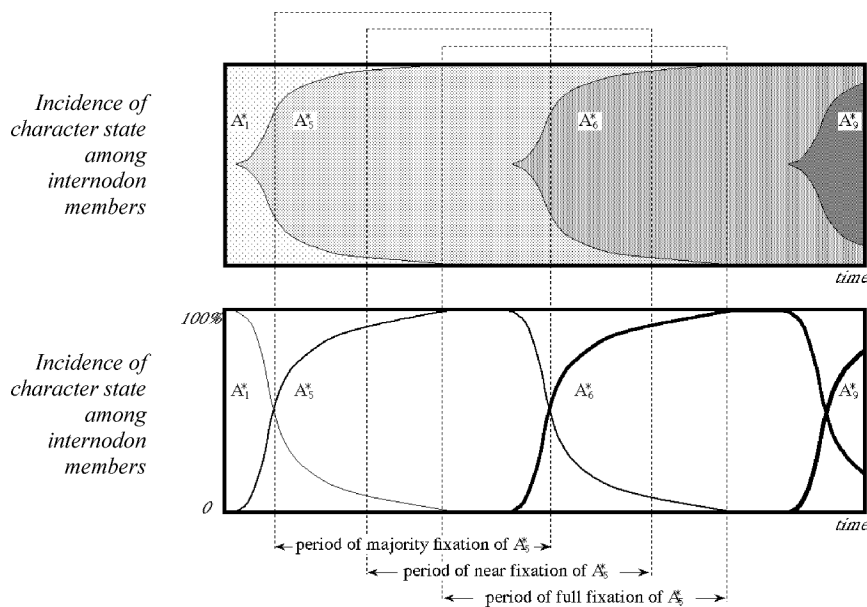 Incidence of
character state
among
internodon
members
A*1
A*5
A*6
A*9
time
100%
Incidence of
character state
among
internodon
members
A*1
A*5
A*6
A*9
0
time
period of majority fixation of A*5
period of near fixation of A*5
period of full fixation of A*5